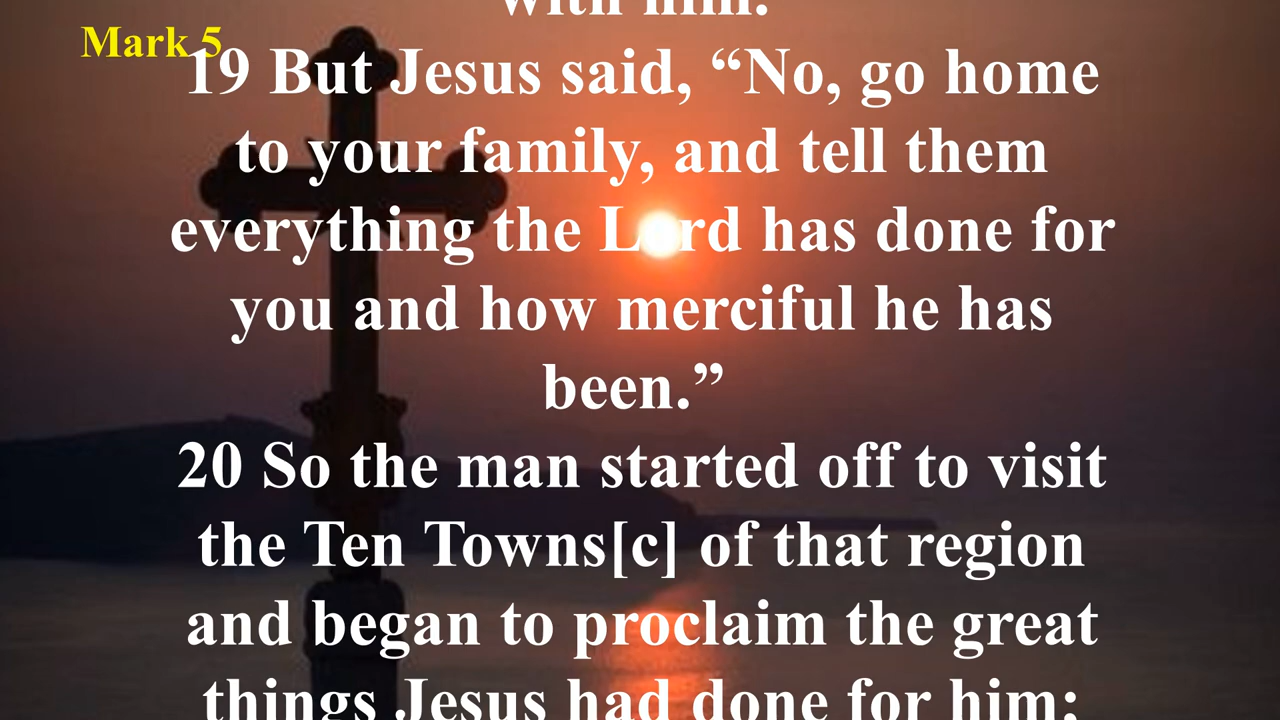 with him.
Mark 5
19 But Jesus said, “No, go home
to your family, and tell them
everything the Lord has done for
you and how merciful he has
been.”
20 So the man started off to visit
the Ten Towns[c] of that region
and began to proclaim the great
things Jesus had done for him;